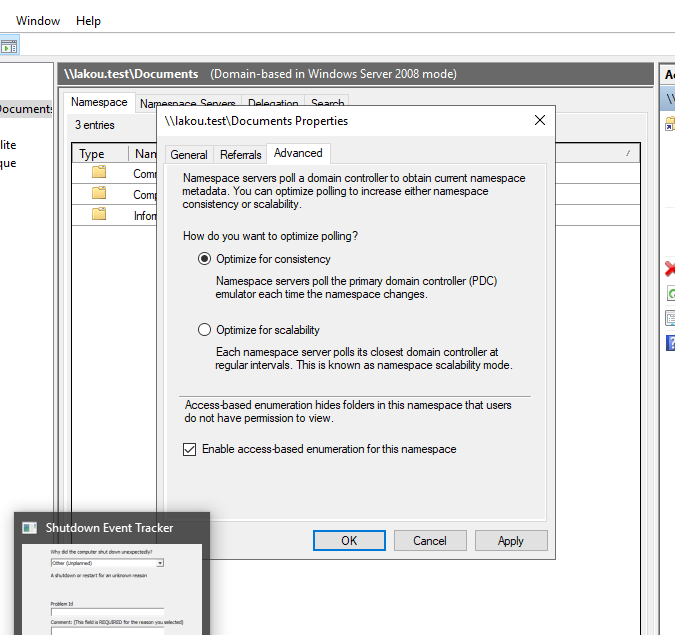 Window Help
\\lakou.test\Documents (Domain-based in Windows Server 2008 mode)
Namespace Namespace Servers Delegation Search
3 entries
Type
\\lakou.test\Documents Properties
General Referrals Advanced
Namespace servers poll a domain controller to obtain current namespace
metadata. You can optimize polling to increase either namespace
consistency or scalability.
How do you want to optimize polling?
Optimize for consistency
Namespace servers poll the primary domain controller (PDC)
emulator each time the namespace changes.
Optimize for scalability
Each namespace server polls its closest domain controller at
regular intervals. This is known as namespace scalability mode.
Access-based enumeration hides folders in this namespace that users
do not have permission to view.
Enable access-based enumeration for this namespace
OK Cancel Apply
Shutdown Event Tracker
Why did the computer shut down unexpectedly?
Other (Unplanned)
A shutdown or restart for an unknown reason
Problem Id
Comment: (This field is REQUIRED for the reason you selected)